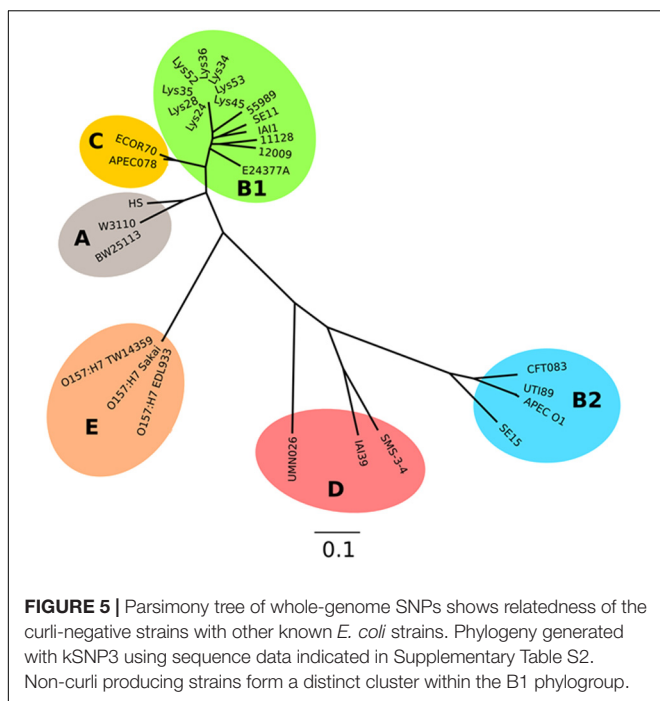 Lys36
Lys34
Lys52
Lys53
Lys35
Lys28
Lys45
Lys24
55989
SE11
IAI1
11128
12009
E24377A
B1
C
ECOR70
APEC078
HS
W3110
BW25113
A
O157:H7 TW14359
O157:H7 Sakai
O157:H7 EDL933
E
UMN026
IAI39
SMS-3-4
D
CFT083
UTI89
APEC O1
SE15
B2
0.1
FIGURE 5 | Parsimony tree of whole-genome SNPs shows relatedness of the
curli-negative strains with other known E. coli strains. Phylogeny generated
with kSNP3 using sequence data indicated in Supplementary Table S2.
Non-curli producing strains form a distinct cluster within the B1 phylogroup.